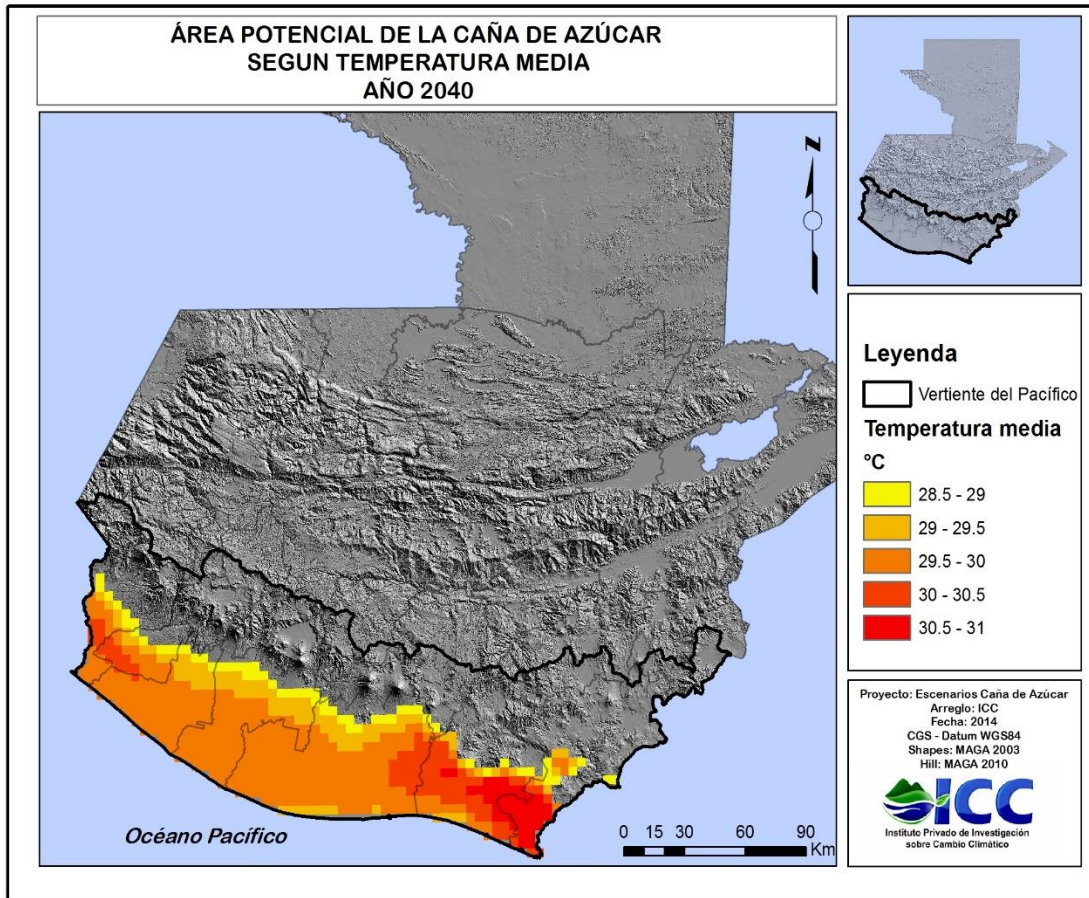 ÁREA POTENCIAL DE LA CAÑA DE AZÚCAR
SEGUN TEMPERATURA MEDIA
AÑO 2040
Z
Océano Pacífico
0 15 30 60 90
Km
Leyenda
Vertiente del Pacífico
Temperatura media
°C
28.5 - 29
29 - 29.5
29.5 - 30
30 - 30.5
30.5 - 31
Proyecto: Escenarios Caña de Azúcar
Arreglo: ICC
Fecha: 2014
CGS - Datum WGS84
Shapes: MAGA 2003
Hill: MAGA 2010
ICC
Instituto Privado de Investigación
sobre Cambio Climático